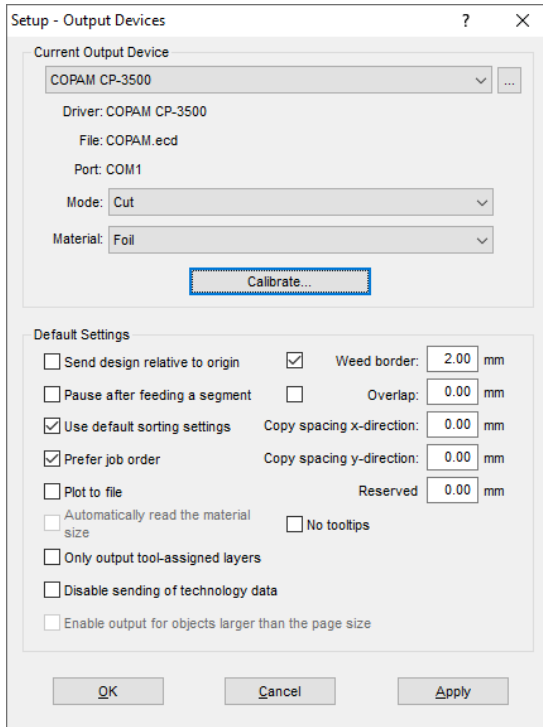 Setup - Output Devices ?
Current Output Device
COPAM CP-3500 ...
Driver: COPAM CP-3500
File: COPAM.ecd
Port: COM1
Mode: Cut
Material: Foil
Calibrate...
Default Settings
Send design relative to origin Weed border: 2.00 mm
Pause after feeding a segment Overlap: 0.00 mm
Use default sorting settings Copy spacing x-direction: 0.00 mm
Prefer job order Copy spacing y-direction: 0.00 mm
Plot to file Reserved 0.00 mm
Automatically read the material
size No tooltips
Only output tool-assigned layers
Disable sending of technology data
Enable output for objects larger than the page size
OK Cancel Apply